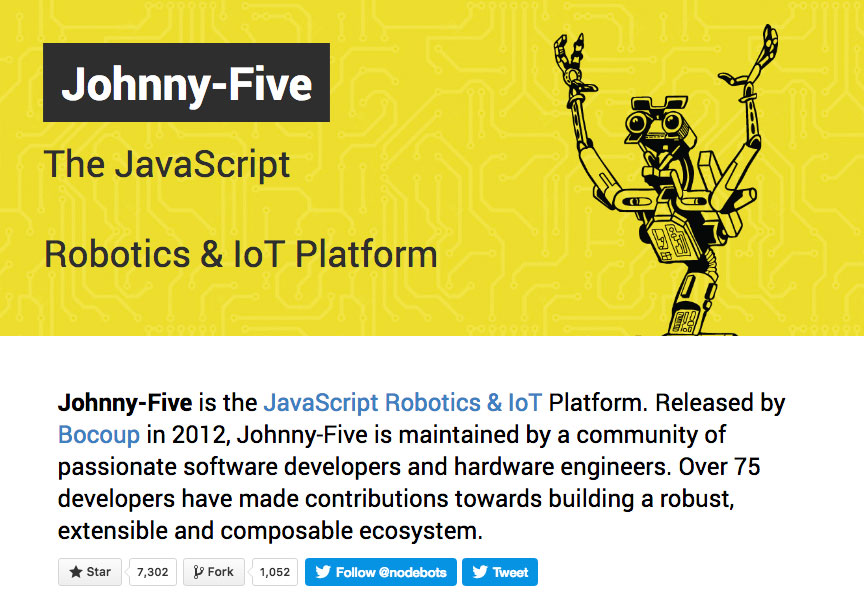 Johnny-Five
The JavaScript
Robotics & IoT Platform
Johnny-Five is the JavaScript Robotics & IoT Platform. Released by
Bocoup in 2012, Johnny-Five is maintained by a community of
passionate software developers and hardware engineers. Over 75
developers have made contributions towards building a robust,
extensible and composable ecosystem.
Star 7,302 Fork 1,052 Follow @nodebots Tweet